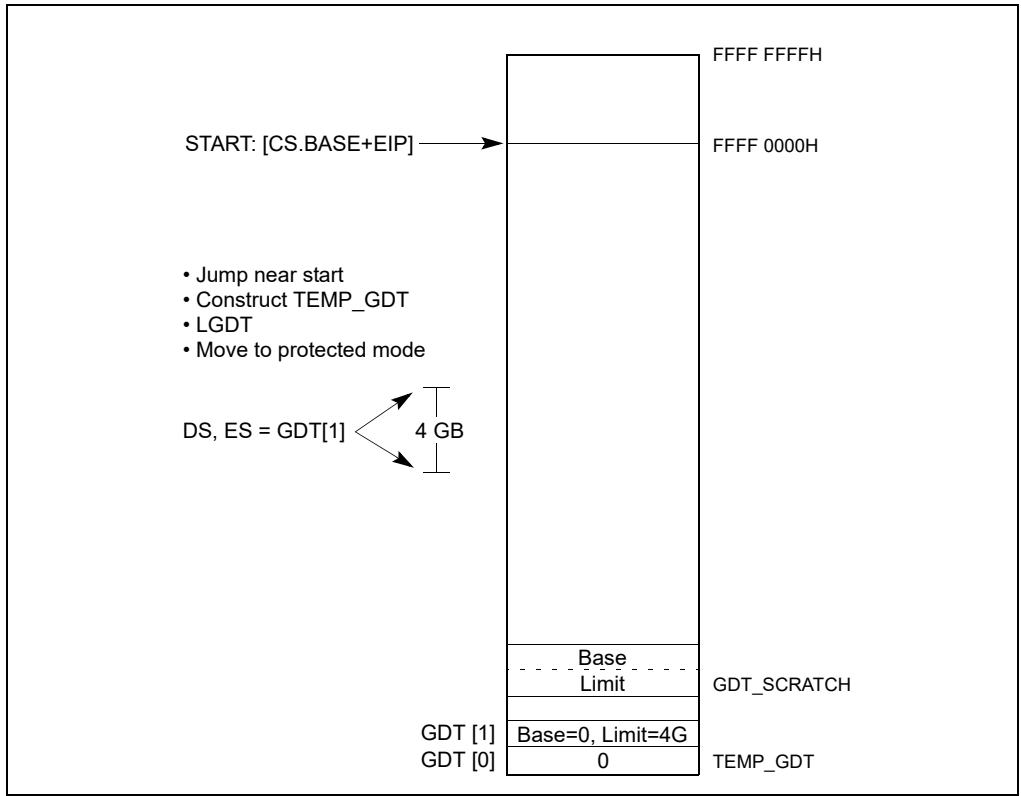 FFFF FFFFH
START: [CS.BASE+EIP]
FFFF 0000H
• Jump near start
• Construct TEMP_GDT
• LGDT
• Move to protected mode
DS, ES = GDT[1]
4 GB
Base
Limit
GDT_SCRATCH
GDT [1]
Base=0, Limit=4G
GDT [0]
0
TEMP_GDT